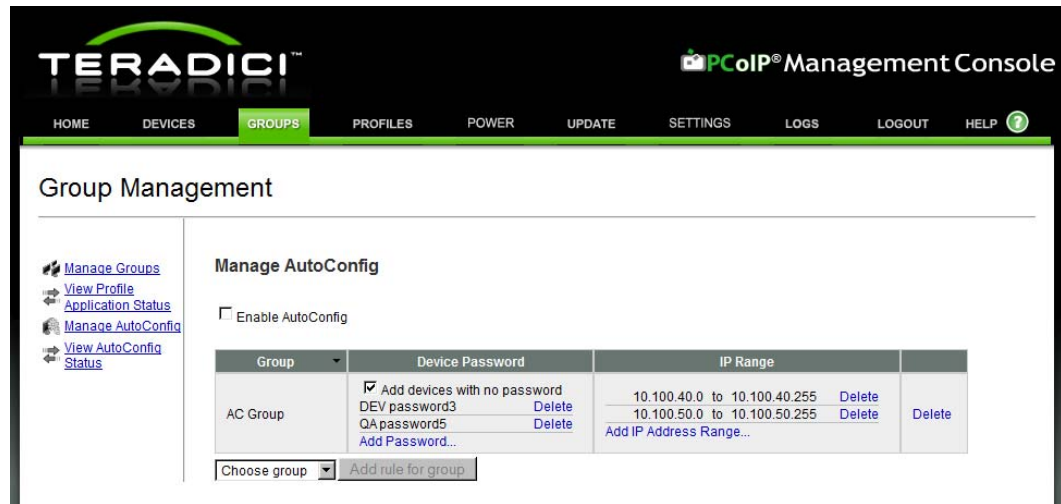 TERADICI™
PCoIP® Management Console
HOME DEVICES GROUPS PROFILES POWER UPDATE SETTINGS LOGS LOGOUT HELP ?
Group Management
Manage Groups
View Profile
Application Status
Manage AutoConfig
View AutoConfig
Status
Manage AutoConfig
Enable AutoConfig
Group Device Password IP Range
AC Group
Add devices with no password
DEV password3 Delete
QA password5 Delete
Add Password...
10.100.40.0 to 10.100.40.255 Delete
10.100.50.0 to 10.100.50.255 Delete
Add IP Address Range...
Delete
Choose group Add rule for group